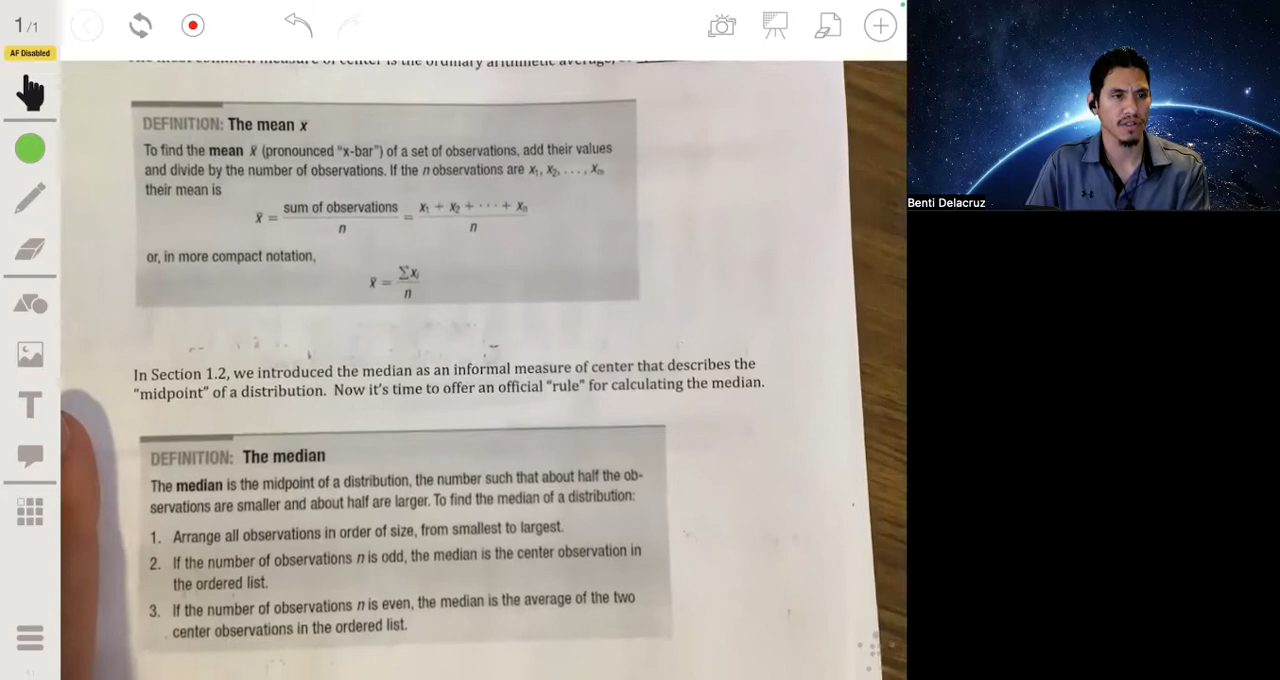 1/1
AF Disabled
T
is the ordinary arithmetic average,
DEFINITION: The mean x
To find the mean x̄ (pronounced “x-bar”) of a set of observations, add their values
and divide by the number of observations. If the n observations are x₁, x₂, . . . , xₙ,
their mean is
x̄ = sum of observations / n = x₁ + x₂ + · · · + xₙ / n
or, in more compact notation,
x̄ = ∑xᵢ / n
In Section 1.2, we introduced the median as an informal measure of center that describes the
“midpoint” of a distribution. Now it’s time to offer an official “rule” for calculating the median.
DEFINITION: The median
The median is the midpoint of a distribution, the number such that about half the ob-
servations are smaller and about half are larger. To find the median of a distribution:
1. Arrange all observations in order of size, from smallest to largest.
2. If the number of observations n is odd, the median is the center observation in
the ordered list.
3. If the number of observations n is even, the median is the average of the two
center observations in the ordered list.
Benti Delacruz